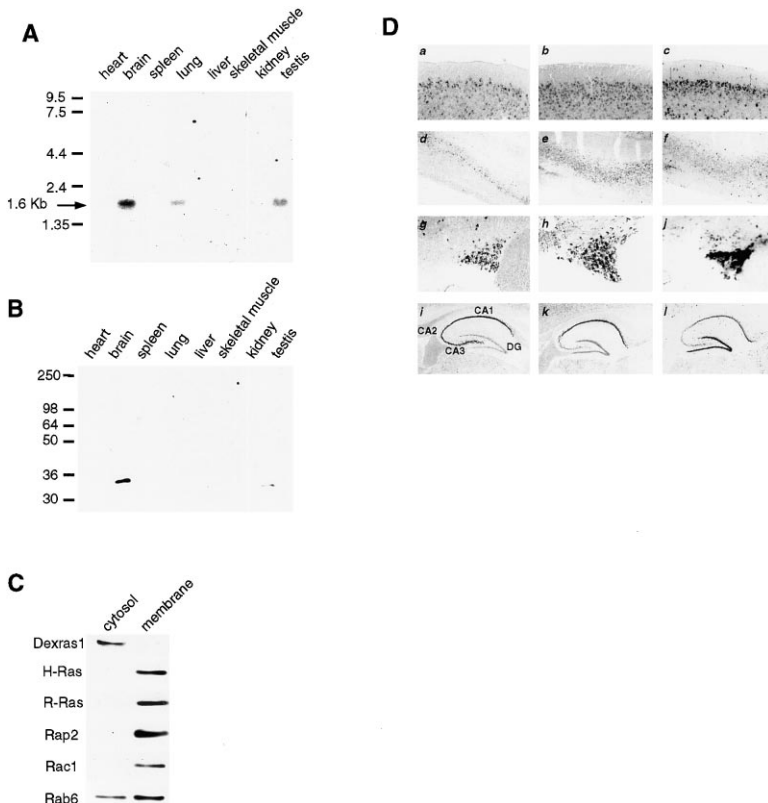 A
heart
brain
spleen
lung
liver
skeletal muscle
kidney
testis
9.5
7.5
4.4
2.4
1.6 Kb
1.35
B
heart
brain
spleen
lung
liver
skeletal muscle
kidney
testis
250
98
64
50
36
30
C
cytosol
membrane
Dexras1
H-Ras
R-Ras
Rap2
Rac1
Rab6
D
a
b
c
d
e
f
g
h
j
i
CA1
CA2
CA3
DG
k
l